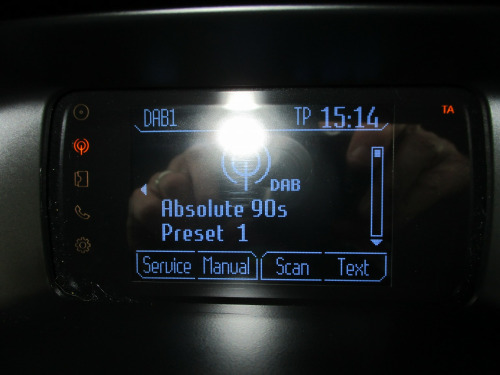 DAB1 TP 15:14 TA
DAB
Absolute 90s
Preset 1
Service Manual Scan Text